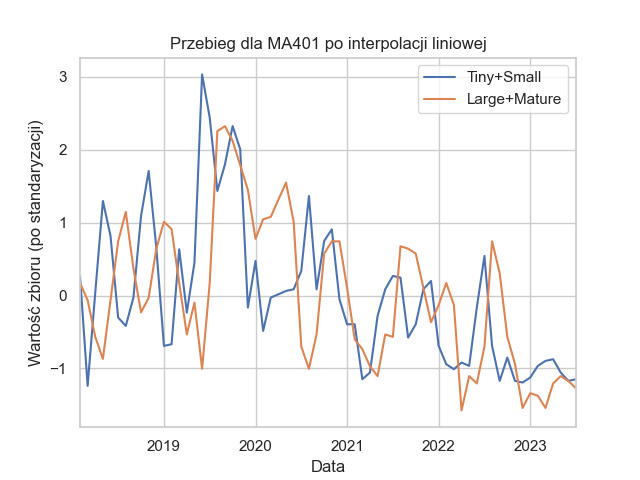 Przebieg dla MA401 po interpolacji liniowej
Tiny+Small
Large+Mature
Wartość zbioru (po standaryzacji)
3
2
1
0
−1
2019
2020
2021
2022
2023
Data